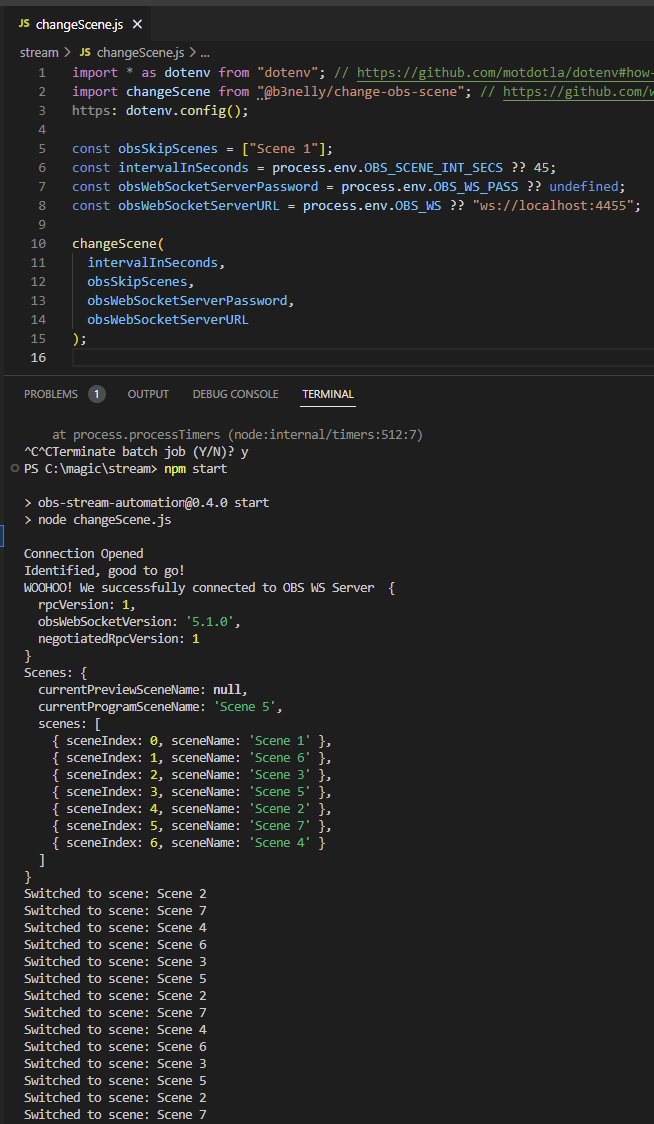 JS changeScene.js ×
stream > JS changeScene.js > ...
1 import * as dotenv from "dotenv"; // https://github.com/motdotla/dotenv#how-
2 import changeScene from "@b3nelly/change-obs-scene"; // https://github.com/w
3 https: dotenv.config();
4
5 const obsSkipScenes = ["Scene 1"];
6 const intervalInSeconds = process.env.OBS_SCENE_INT_SECS ?? 45;
7 const obsWebSocketServerPassword = process.env.OBS_WS_PASS ?? undefined;
8 const obsWebSocketServerURL = process.env.OBS_WS ?? "ws://localhost:4455";
9
10 changeScene(
11 intervalInSeconds,
12 obsSkipScenes,
13 obsWebSocketServerPassword,
14 obsWebSocketServerURL
15 );
16
PROBLEMS 1 OUTPUT DEBUG CONSOLE TERMINAL
at process.processTimers (node:internal/timers:512:7)
^C^CTerminate batch job (Y/N)? y
PS C:\magic\stream> npm start
> obs-stream-automation@0.4.0 start
> node changeScene.js
Connection Opened
Identified, good to go!
WOOHOO! We successfully connected to OBS WS Server {
rpcVersion: 1,
obsWebSocketVersion: '5.1.0',
negotiatedRpcVersion: 1
}
Scenes: {
currentPreviewSceneName: null,
currentProgramSceneName: 'Scene 5',
scenes: [
{ sceneIndex: 0, sceneName: 'Scene 1' },
{ sceneIndex: 1, sceneName: 'Scene 6' },
{ sceneIndex: 2, sceneName: 'Scene 3' },
{ sceneIndex: 3, sceneName: 'Scene 5' },
{ sceneIndex: 4, sceneName: 'Scene 2' },
{ sceneIndex: 5, sceneName: 'Scene 7' },
{ sceneIndex: 6, sceneName: 'Scene 4' }
]
}
Switched to scene: Scene 2
Switched to scene: Scene 7
Switched to scene: Scene 4
Switched to scene: Scene 6
Switched to scene: Scene 3
Switched to scene: Scene 5
Switched to scene: Scene 2
Switched to scene: Scene 7
Switched to scene: Scene 4
Switched to scene: Scene 6
Switched to scene: Scene 3
Switched to scene: Scene 5
Switched to scene: Scene 2
Switched to scene: Scene 7